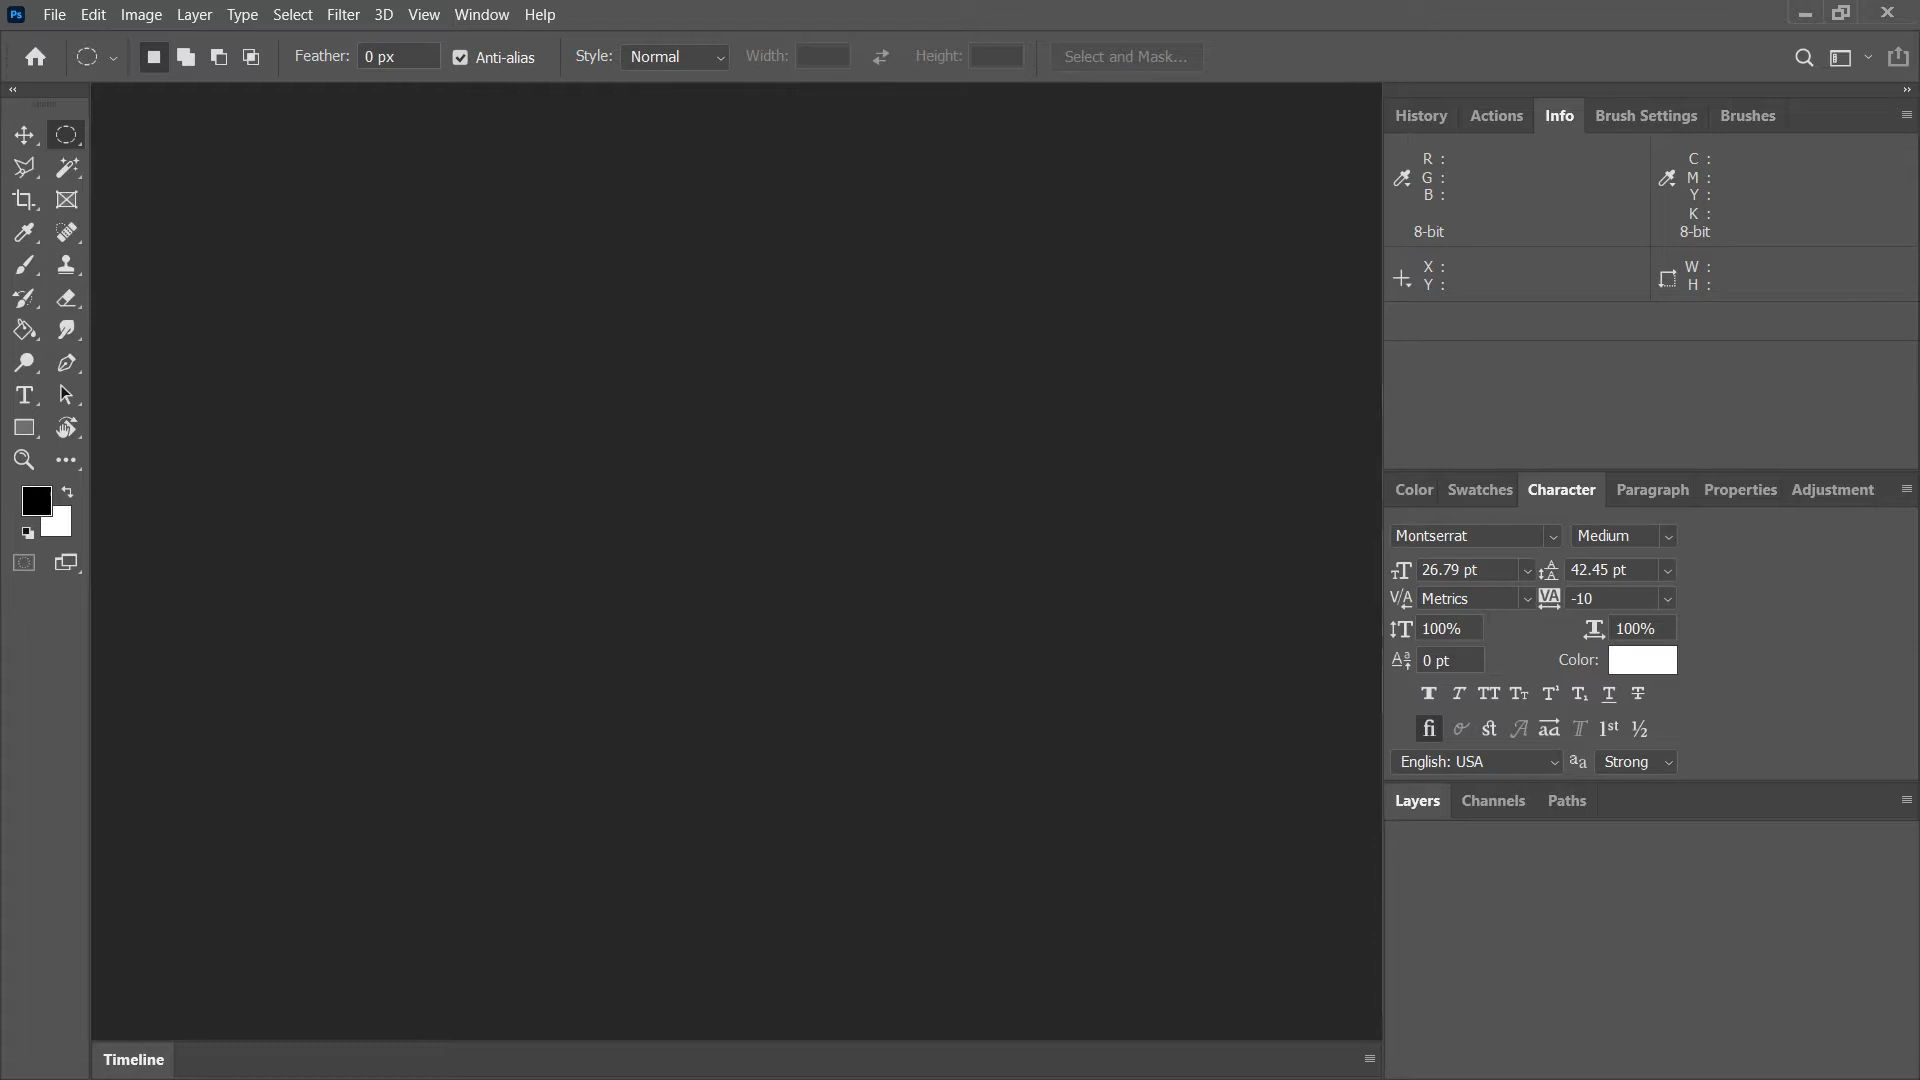 Ps File Edit Image Layer Type Select Filter 3D View Window Help
Feather: 0 px Anti-alias Style: Normal Width: Height: Select and Mask...
History Actions Info Brush Settings Brushes
R : C :
G : M :
B : Y :
K :
8-bit 8-bit
X : W :
Y : H :
Color Swatches Character Paragraph Properties Adjustment
Montserrat Medium
26.79 pt 42.45 pt
Metrics -10
100% 100%
0 pt Color:
English: USA Strong
Layers Channels Paths
Timeline